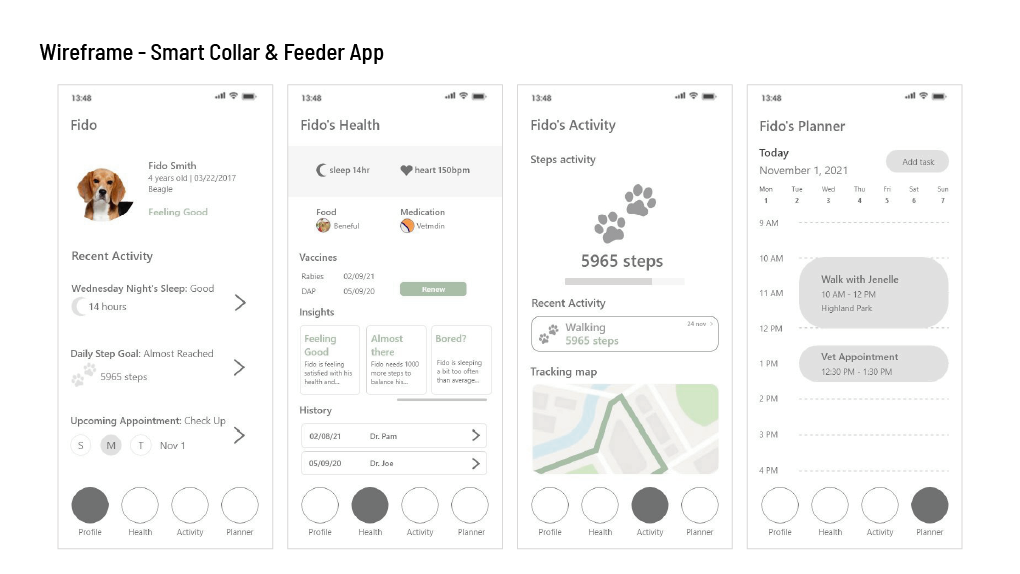 Wireframe - Smart Collar & Feeder App
13:48
Fido
Fido Smith
4 years old | 03/22/2017
Beagle
Feeling Good
Recent Activity
Wednesday Night's Sleep: Good
14 hours
Daily Step Goal: Almost Reached
5965 steps
Upcoming Appointment: Check Up
S M T Nov 1
Profile Health Activity Planner
13:48
Fido's Health
sleep 14hr heart 150bpm
Food Medication
Beneful Vetmdin
Vaccines
Rabies 02/09/21
DAP 05/09/20 Renew
Insights
Feeling
Good
Fido is feeling
satisfied with his
health and...
Almost
there
Fido needs 1000
more steps to
balance his...
Bored?
Fido is sleeping
a bit too often
than average...
History
02/08/21 Dr. Pam
05/09/20 Dr. Joe
Profile Health Activity Planner
13:48
Fido's Activity
Steps activity
5965 steps
Recent Activity
Walking 24 nov >
5965 steps
Tracking map
Profile Health Activity Planner
13:48
Fido's Planner
Today
November 1, 2021
Add task
Mon Tue Wed Thu Fri Sat Sun
1 2 3 4 5 6 7
9 AM
10 AM
Walk with Jenelle
11 AM 10 AM - 12 PM
Highland Park
12 PM
Vet Appointment
1 PM 12:30 PM - 1:30 PM
2 PM
3 PM
4 PM
Profile Health Activity Planner